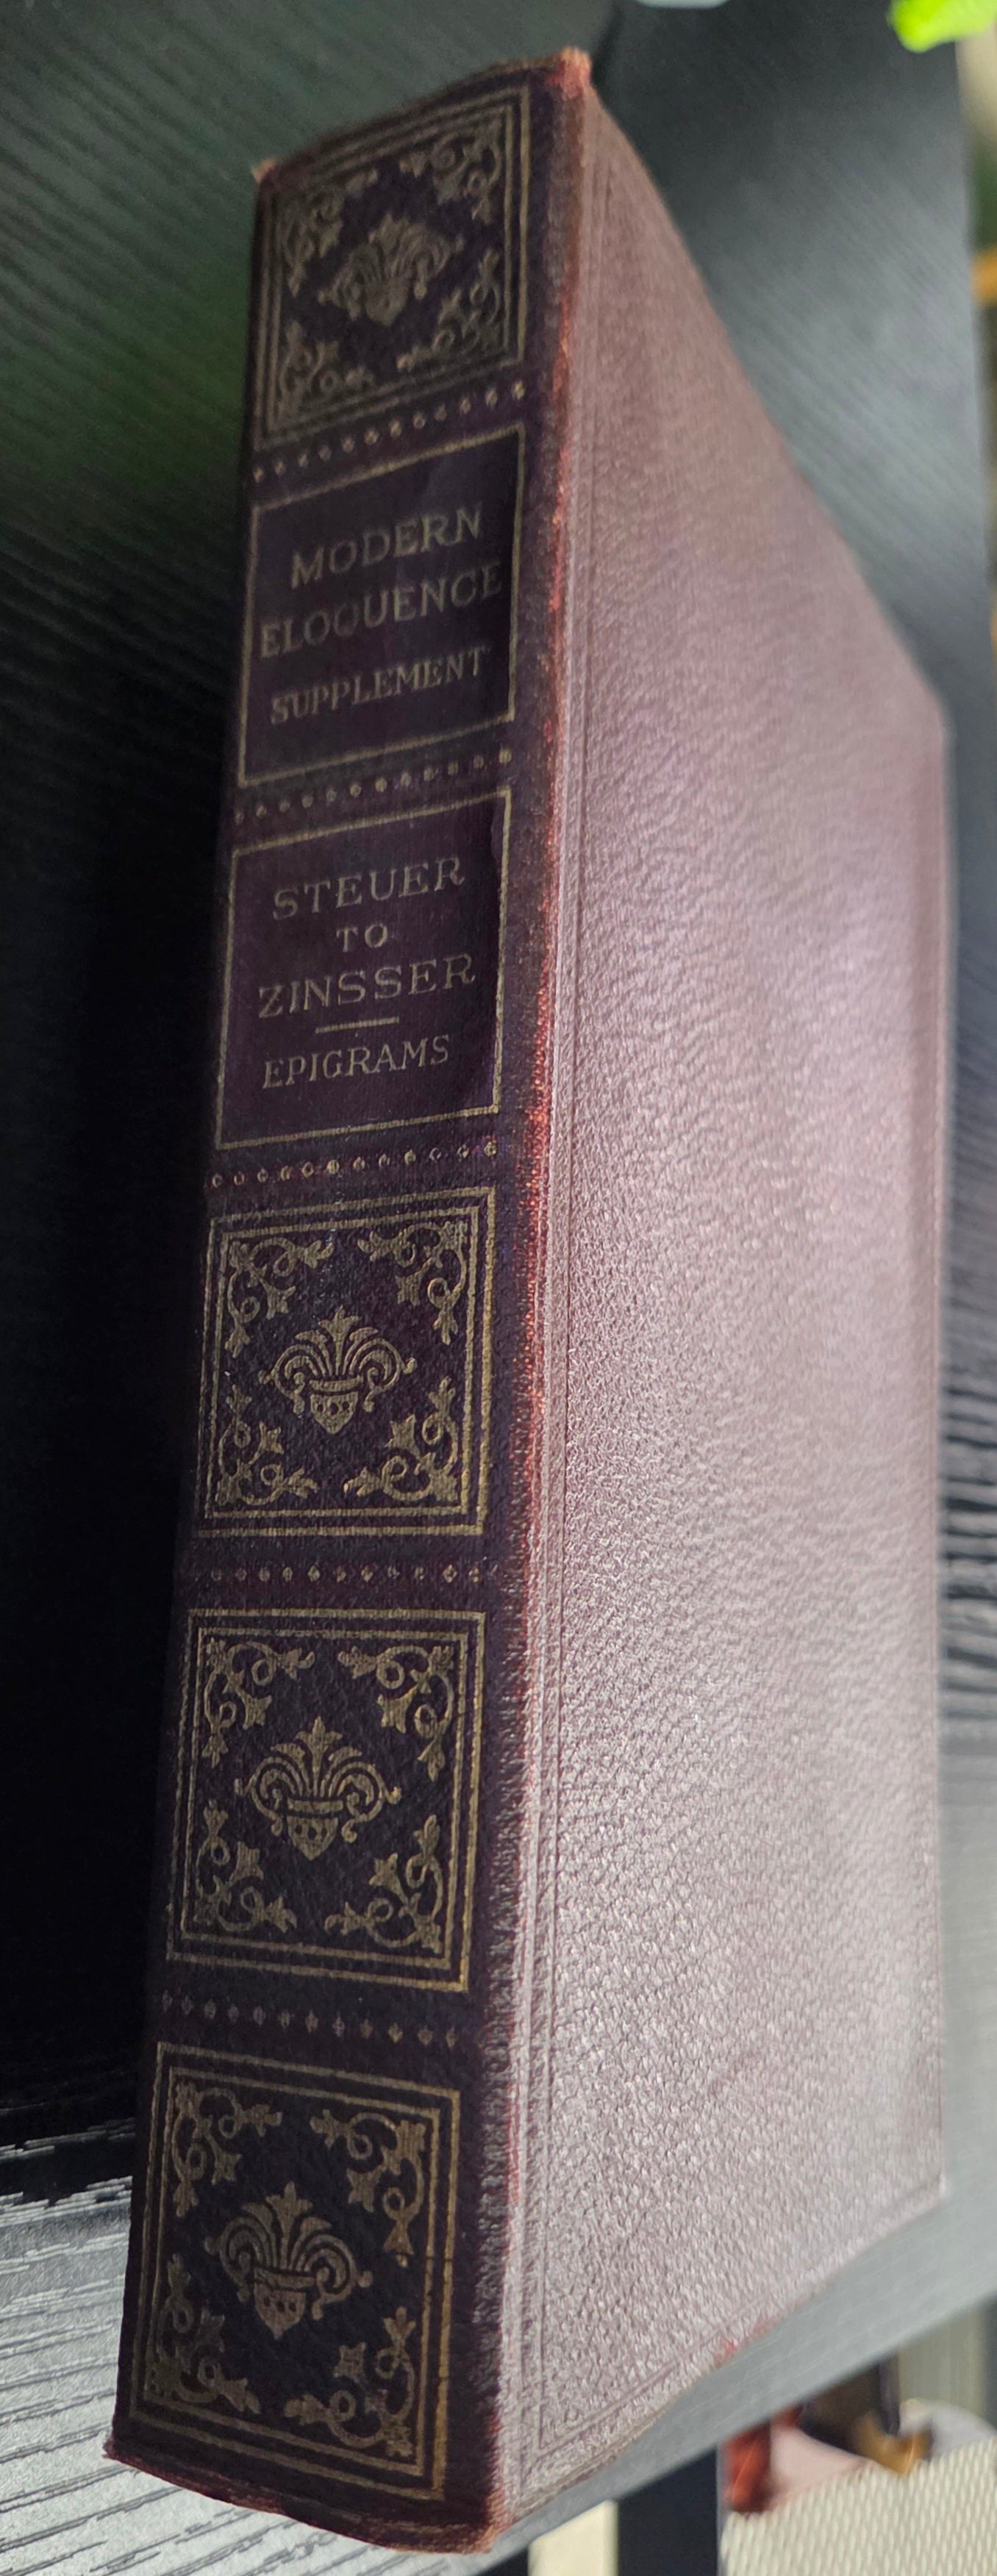 MODERN
ELOQUENCE
SUPPLEMENT
STEUER
TO
ZINSSER
EPIGRAMS